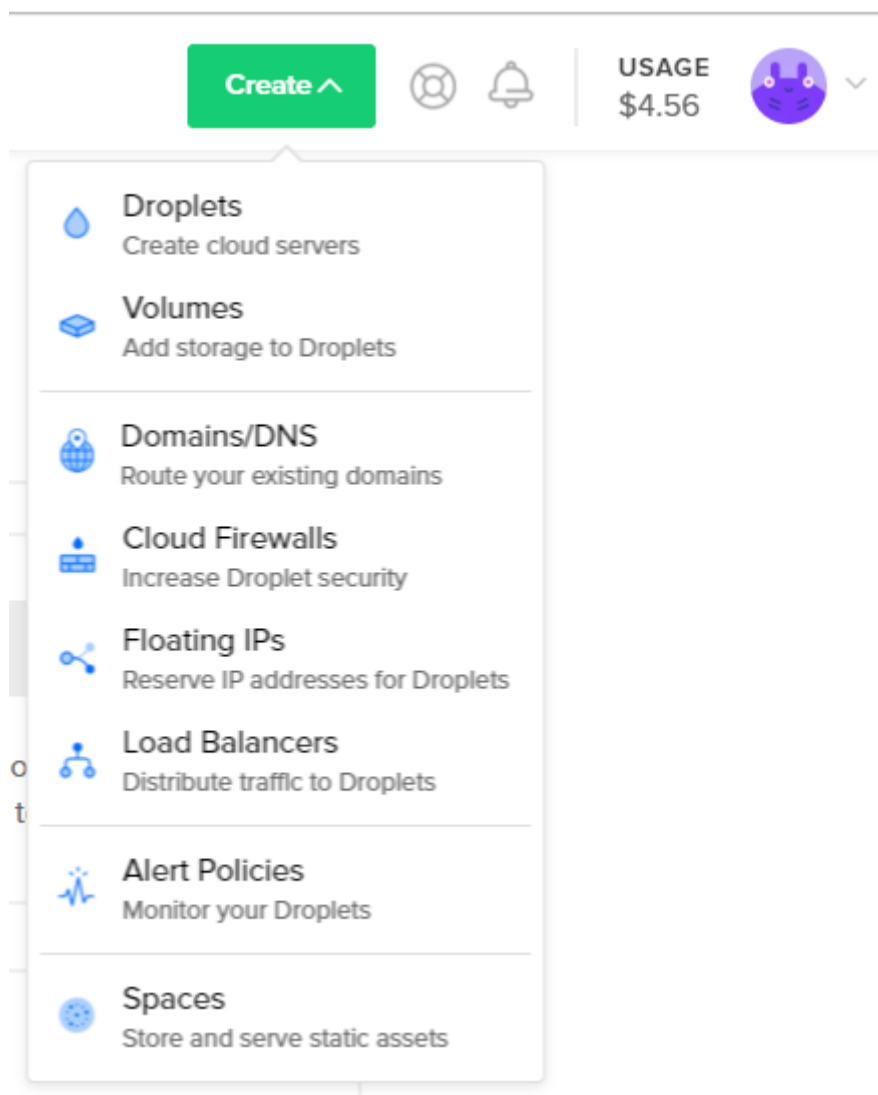 Create
USAGE
$4.56
Droplets
Create cloud servers
Volumes
Add storage to Droplets
Domains/DNS
Route your existing domains
Cloud Firewalls
Increase Droplet security
Floating IPs
Reserve IP addresses for Droplets
Load Balancers
Distribute traffic to Droplets
Alert Policies
Monitor your Droplets
Spaces
Store and serve static assets